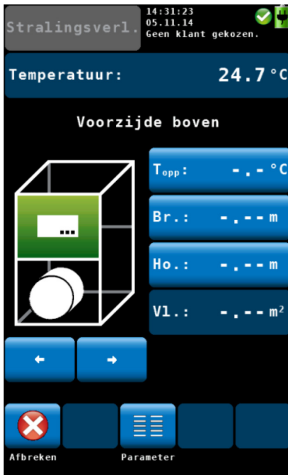 Stralingsverl.
14:31:23
05.11.14
Geen klant gekozen.
Temperatuur: 24.7°C
Voorzijde boven
Topp: -.-°C
Br.: -.--m
Ho.: -.--m
Vl.: -.--m²
Afbreken
Parameter